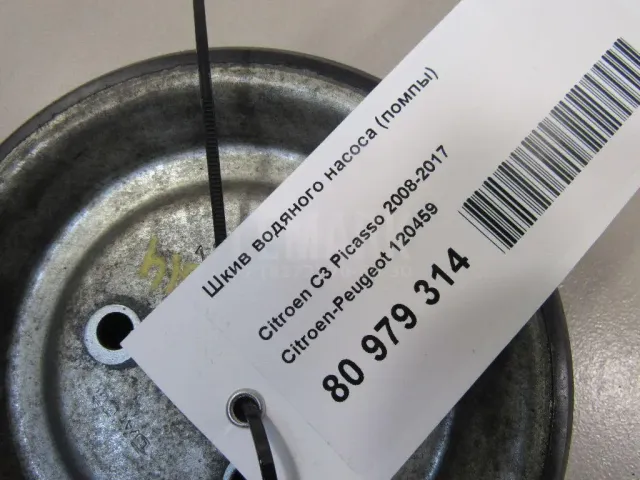 Шкив водяного насоса (помпы)
Citroen C3 Picasso 2008-2017
Citroen-Peugeot 120459
80 979 314